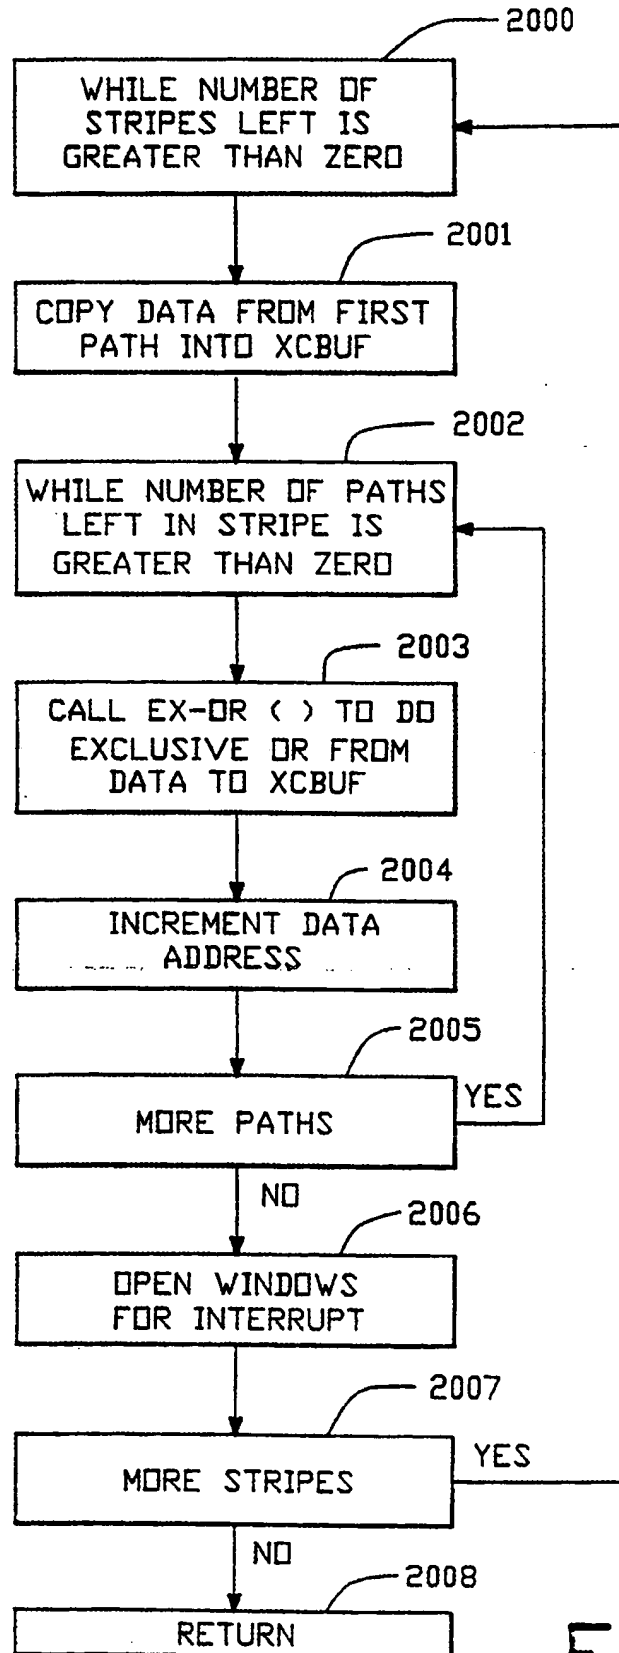 2000
WHILE NUMBER OF
STRIPES LEFT IS
GREATER THAN ZERO
2001
COPY DATA FROM FIRST
PATH INTO XCBUF
2002
WHILE NUMBER OF PATHS
LEFT IN STRIPE IS
GREATER THAN ZERO
2003
CALL EX-OR ( ) TO DO
EXCLUSIVE OR FROM
DATA TO XCBUF
2004
INCREMENT DATA
ADDRESS
2005
MORE PATHS
YES
NO
2006
OPEN WINDOWS
FOR INTERRUPT
2007
MORE STRIPES
YES
NO
2008
RETURN